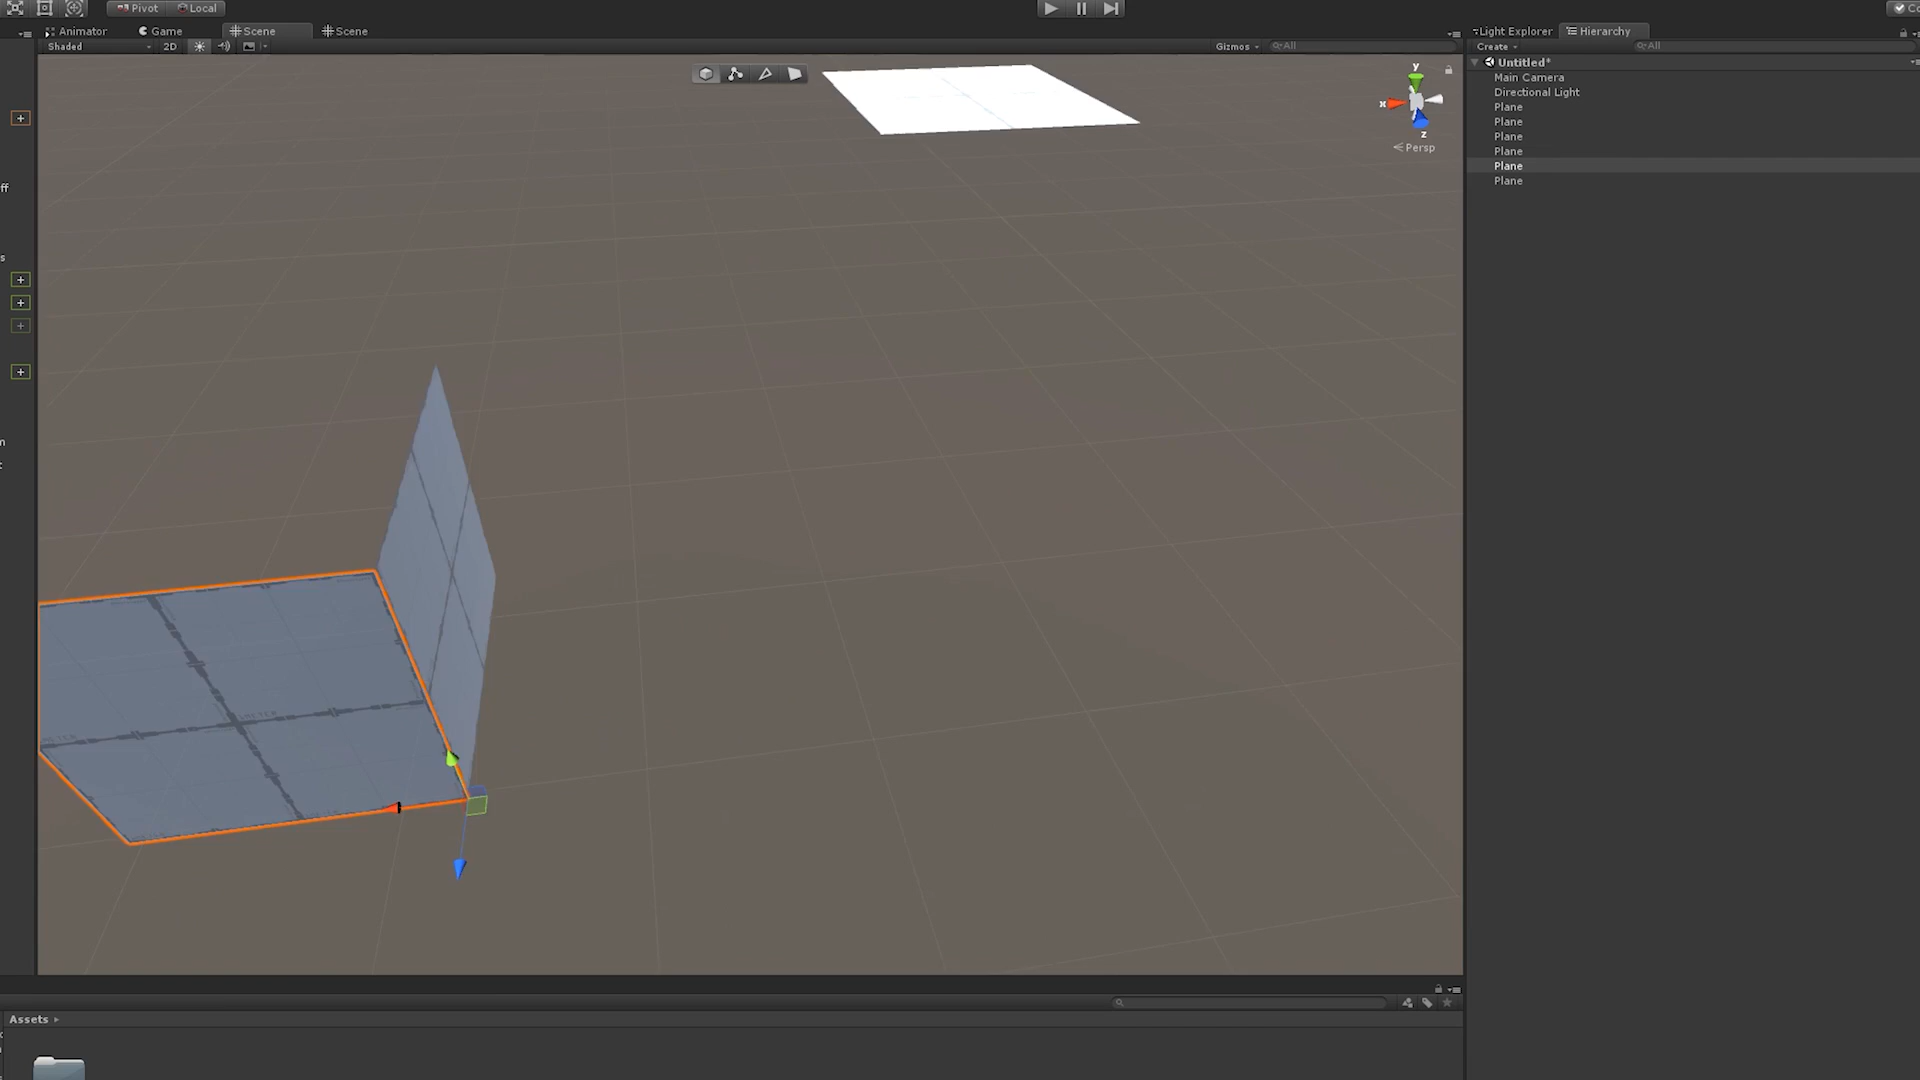 Pivot Local
Animator Game Scene Scene
Shaded 2D Gizmos All
Light Explorer Hierarchy
Create All
Untitled*
Main Camera
Directional Light
Plane
Plane
Plane
Plane
Plane
Plane
y
x
z
Persp
ff
s
Assets